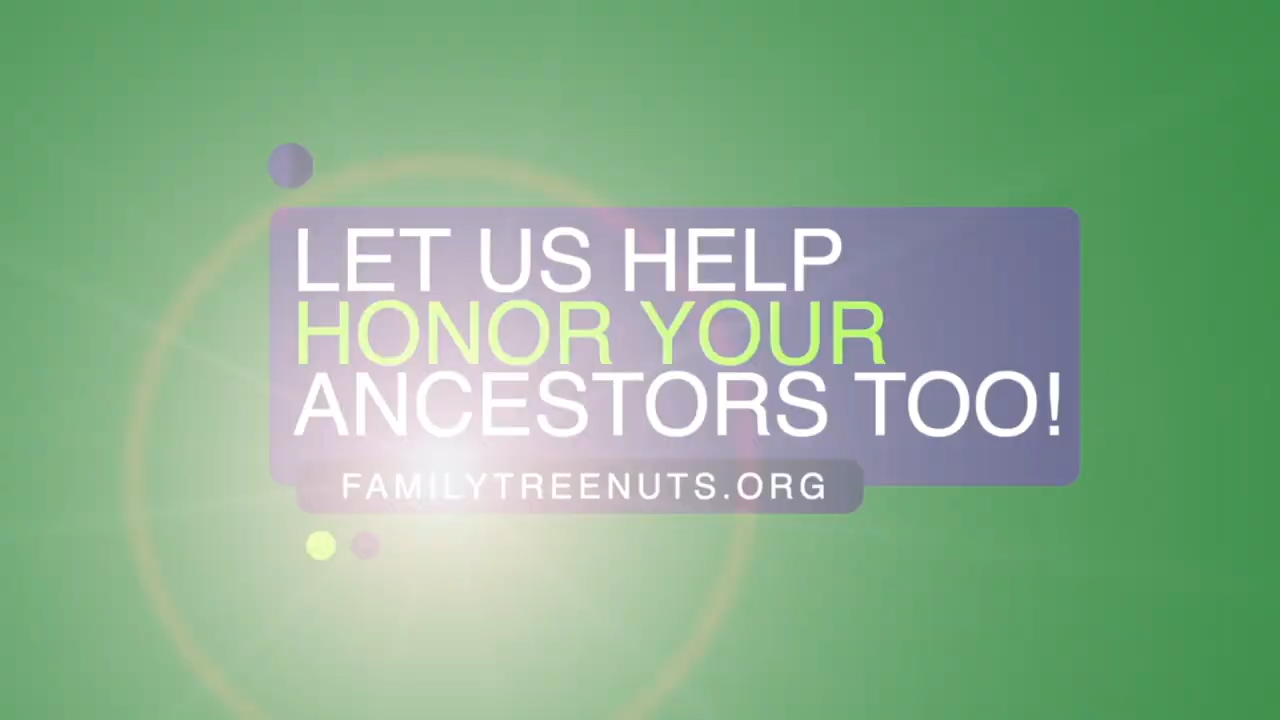 LET US HELP
HONOR YOUR
ANCESTORS TOO!
FAMILYTREENUTS.ORG